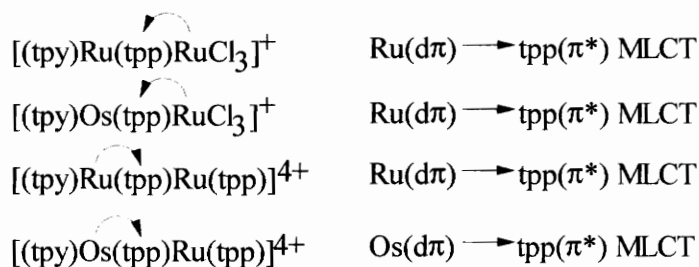 [(tpy)Ru(tpp)RuCl₃]⁺ Ru(dπ) ⟶ tpp(π*) MLCT
[(tpy)Os(tpp)RuCl₃]⁺ Ru(dπ) ⟶ tpp(π*) MLCT
[(tpy)Ru(tpp)Ru(tpp)]⁴⁺ Ru(dπ) ⟶ tpp(π*) MLCT
[(tpy)Os(tpp)Ru(tpp)]⁴⁺ Os(dπ) ⟶ tpp(π*) MLCT